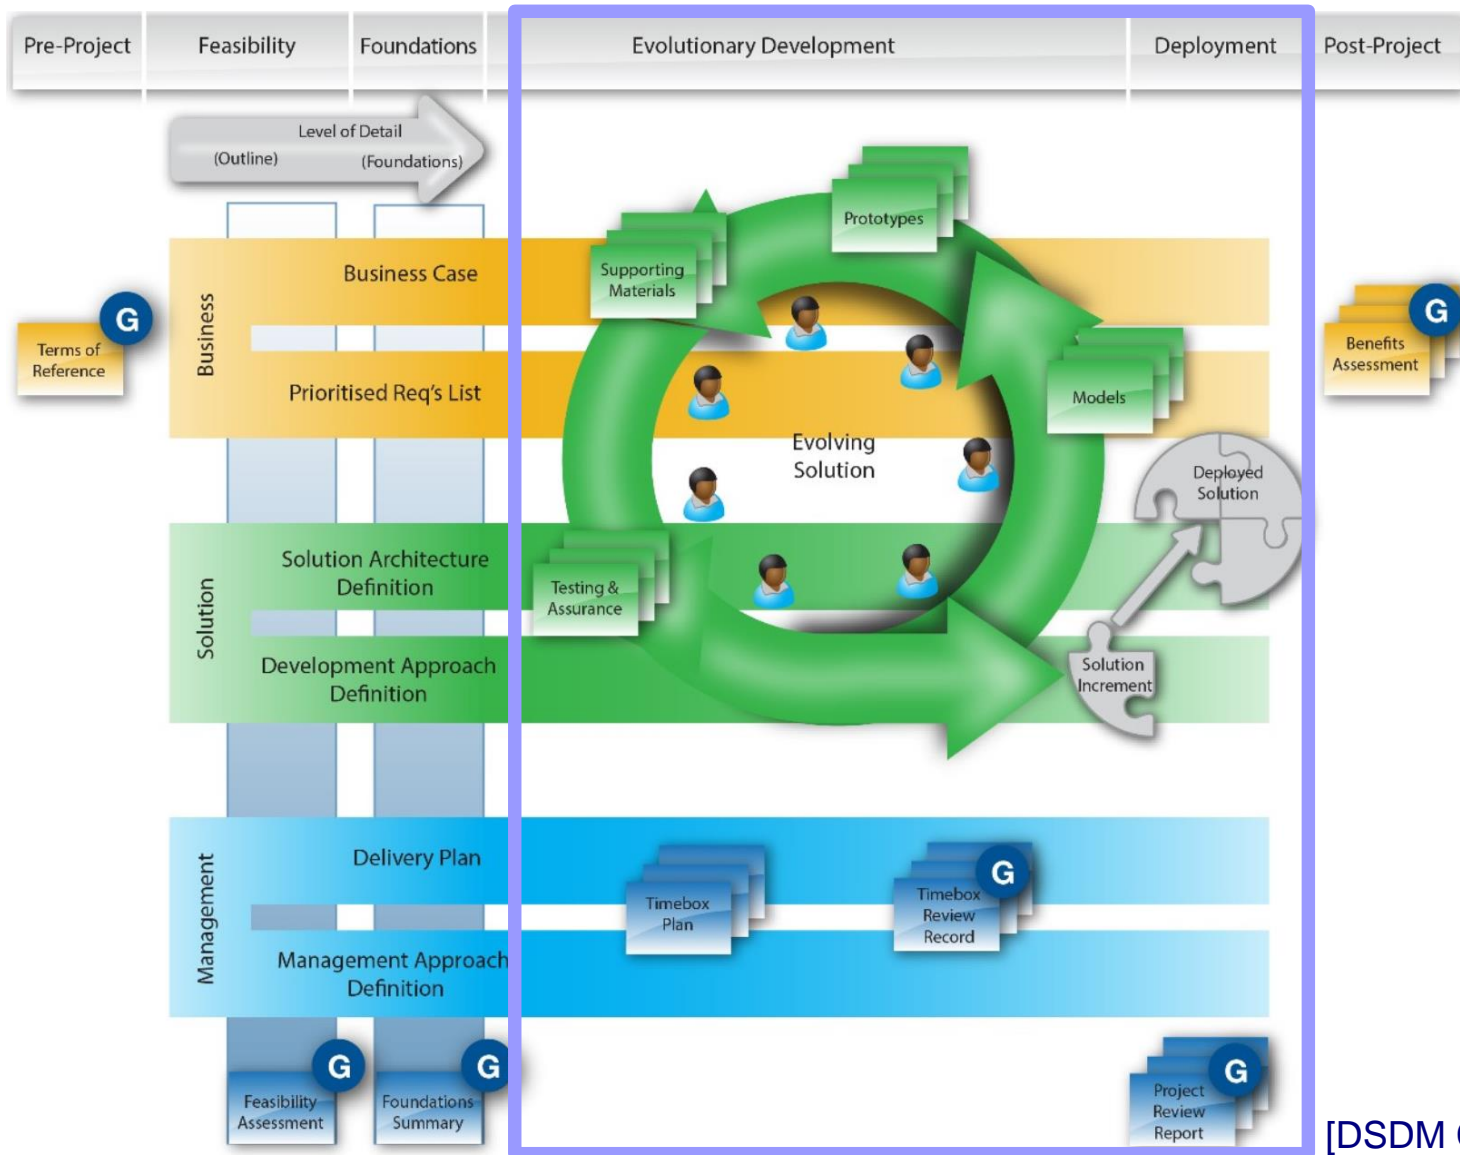 Pre-Project
Feasibility
Foundations
Evolutionary Development
Deployment
Post-Project
Level of Detail
(Outline)
(Foundations)
Prototypes
Supporting
Materials
Business Case
Business
G
Terms of
Reference
G
Benefits
Assessment
Prioritised Req's List
Models
Evolving
Solution
Deployed
Solution
Solution Architecture
Definition
Testing &
Assurance
Solution
Development Approach
Definition
Solution
Increment
Delivery Plan
Management
Timebox
Plan
G
Timebox
Review
Record
Management Approach
Definition
G
Feasibility
Assessment
G
Foundations
Summary
G
Project
Review
Report
[DSDM